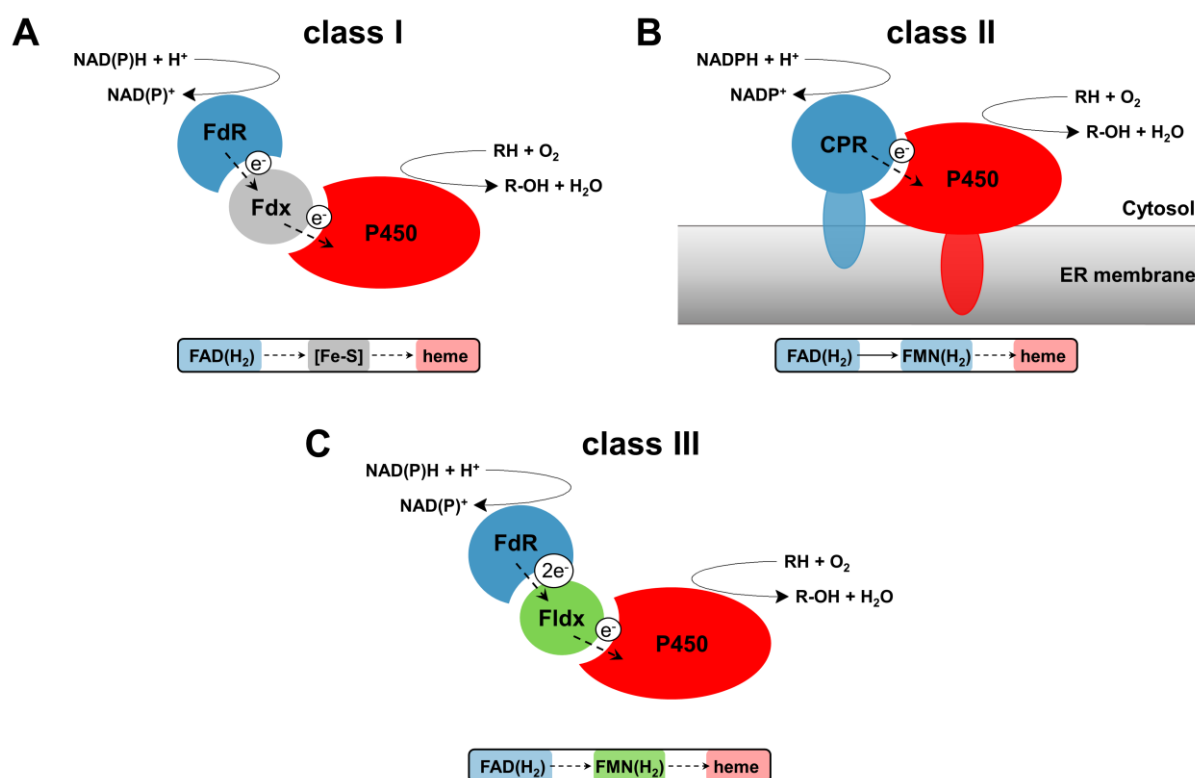 A
class I
NAD(P)H + H⁺
NAD(P)⁺
FdR
e⁻
Fdx
e⁻
P450
RH + O₂
R-OH + H₂O
FAD(H₂)
[Fe-S]
heme
B
class II
NADPH + H⁺
NADP⁺
CPR
e⁻
P450
RH + O₂
R-OH + H₂O
Cytosol
ER membrane
FAD(H₂)
FMN(H₂)
heme
C
class III
NAD(P)H + H⁺
NAD(P)⁺
FdR
2e⁻
Fldx
e⁻
P450
RH + O₂
R-OH + H₂O
FAD(H₂)
FMN(H₂)
heme